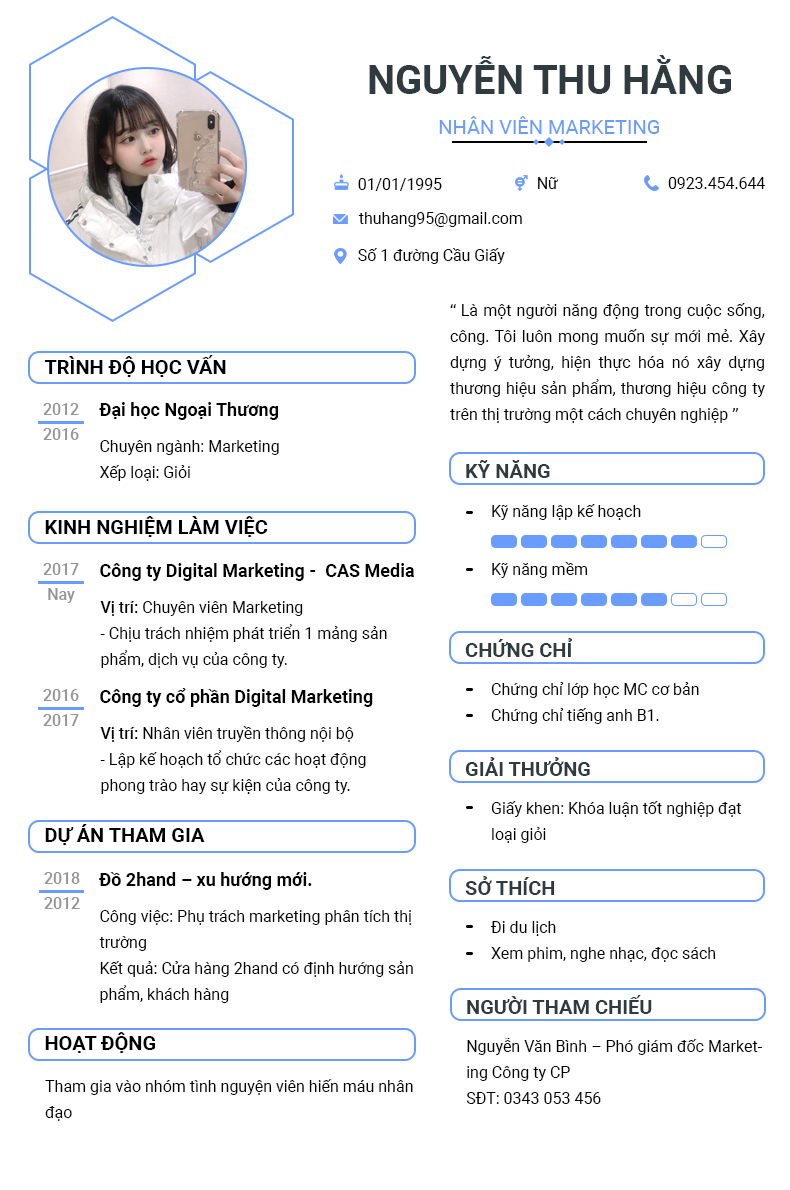 NGUYỄN THU HẰNG
NHÂN VIÊN MARKETING
01/01/1995
Nữ
0923.454.644
thuhang95@gmail.com
Số 1 đường Cầu Giấy
“ Là một người năng động trong cuộc sống,
công. Tôi luôn mong muốn sự mới mẻ. Xây
dựng ý tưởng, hiện thực hóa nó xây dựng
thương hiệu sản phẩm, thương hiệu công ty
trên thị trường một cách chuyên nghiệp ”
TRÌNH ĐỘ HỌC VẤN
2012
2016
Đại học Ngoại Thương
Chuyên ngành: Marketing
Xếp loại: Giỏi
KINH NGHIỆM LÀM VIỆC
2017
Nay
Công ty Digital Marketing - CAS Media
Vị trí: Chuyên viên Marketing
- Chịu trách nhiệm phát triển 1 mảng sản
phẩm, dịch vụ của công ty.
2016
2017
Công ty cổ phần Digital Marketing
Vị trí: Nhân viên truyền thông nội bộ
- Lập kế hoạch tổ chức các hoạt động
phong trào hay sự kiện của công ty.
DỰ ÁN THAM GIA
2018
2012
Đồ 2hand – xu hướng mới.
Công việc: Phụ trách marketing phân tích thị
trường
Kết quả: Cửa hàng 2hand có định hướng sản
phẩm, khách hàng
HOẠT ĐỘNG
Tham gia vào nhóm tình nguyện viên hiến máu nhân
đạo
KỸ NĂNG
- Kỹ năng lập kế hoạch
- Kỹ năng mềm
CHỨNG CHỈ
- Chứng chỉ lớp học MC cơ bản
- Chứng chỉ tiếng anh B1.
GIẢI THƯỞNG
- Giấy khen: Khóa luận tốt nghiệp đạt
loại giỏi
SỞ THÍCH
- Đi du lịch
- Xem phim, nghe nhạc, đọc sách
NGƯỜI THAM CHIẾU
Nguyễn Văn Bình – Phó giám đốc Market-
ing Công ty CP
SĐT: 0343 053 456